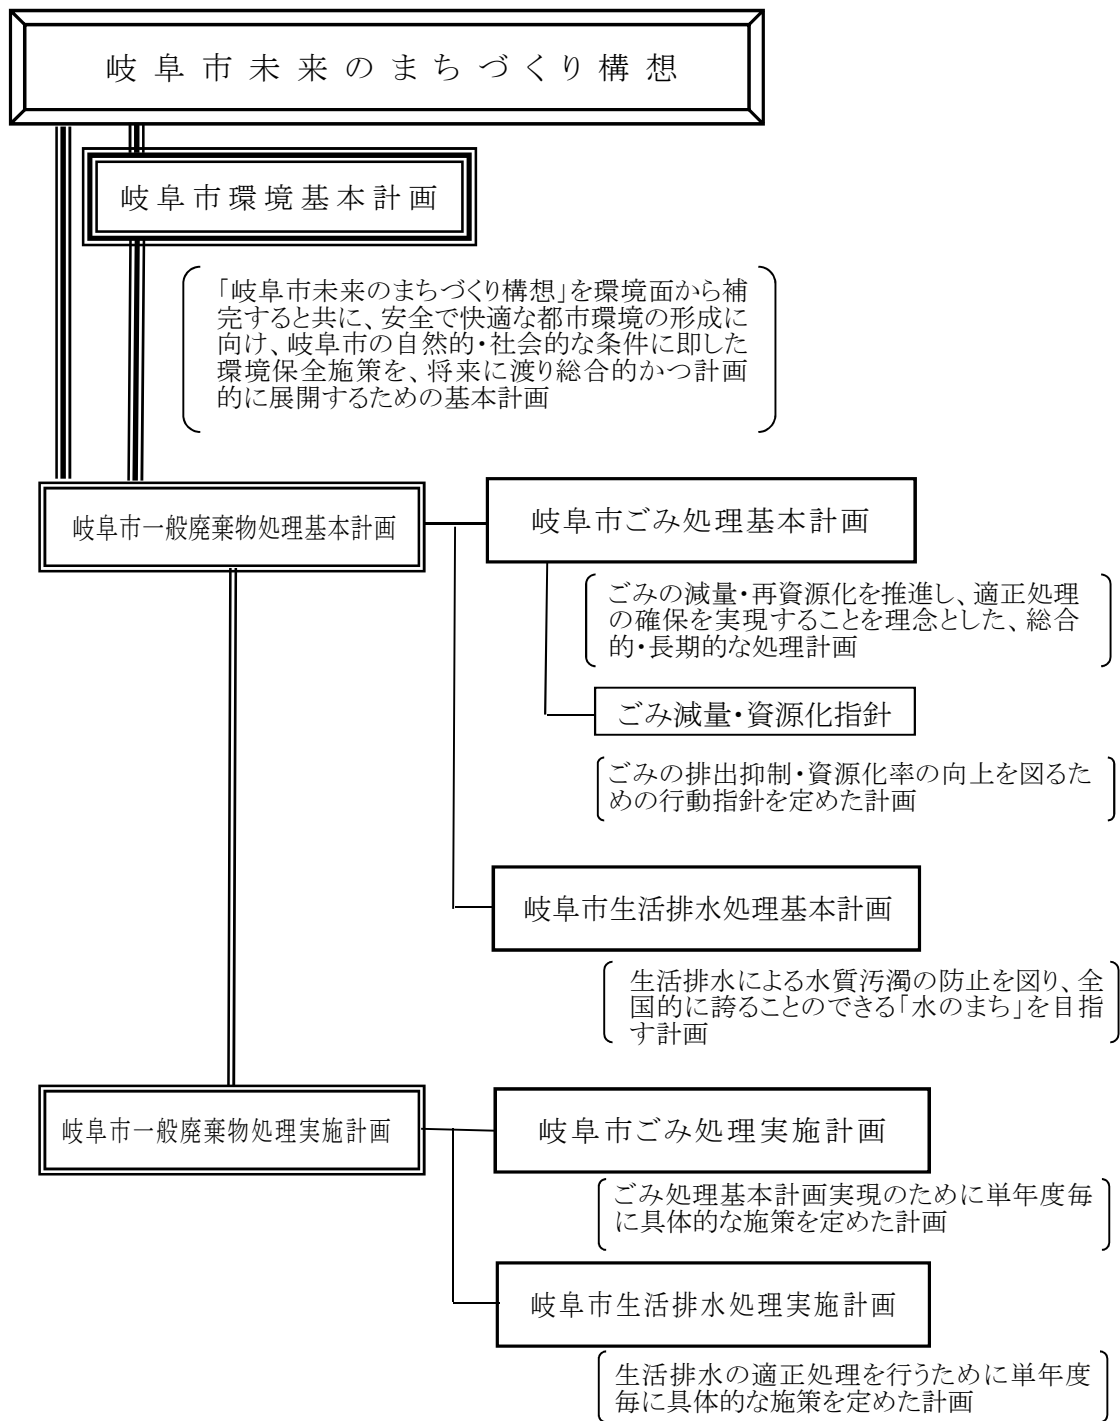 岐阜市未来のまちづくり構想
岐阜市環境基本計画
「岐阜市未来のまちづくり構想」を環境面から補
完すると共に、安全で快適な都市環境の形成に
向け、岐阜市の自然的・社会的な条件に即した
環境保全施策を、将来に渡り総合的かつ計画
的に展開するための基本計画
岐阜市一般廃棄物処理基本計画
岐阜市ごみ処理基本計画
ごみの減量・再資源化を推進し、適正処理
の確保を実現することを理念とした、総合
的・長期的な処理計画
ごみ減量・資源化指針
ごみの排出抑制・資源化率の向上を図るた
めの行動指針を定めた計画
岐阜市生活排水処理基本計画
生活排水による水質汚濁の防止を図り、全
国的に誇ることのできる「水のまち」を目指
す計画
岐阜市一般廃棄物処理実施計画
岐阜市ごみ処理実施計画
ごみ処理基本計画実現のために単年度毎
に具体的な施策を定めた計画
岐阜市生活排水処理実施計画
生活排水の適正処理を行うために単年度
毎に具体的な施策を定めた計画